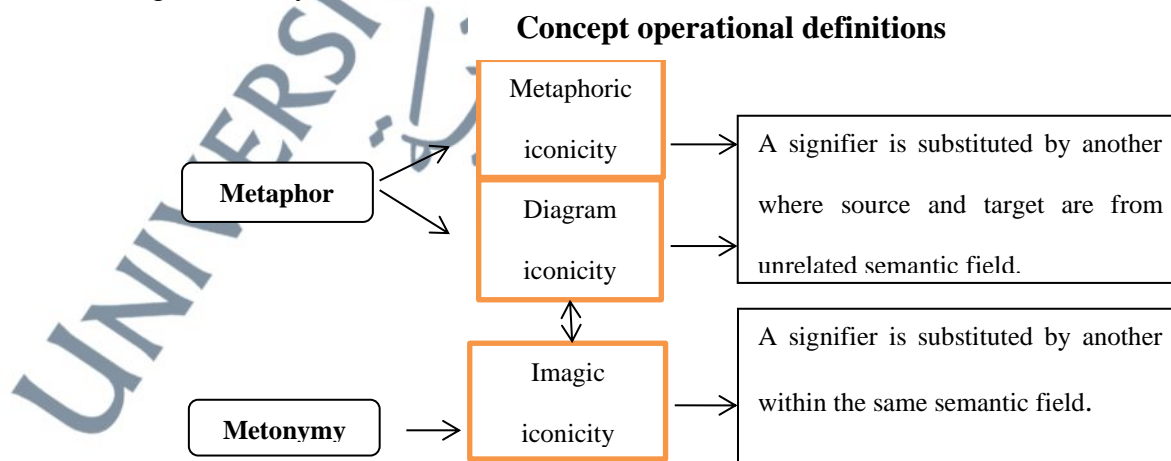 Concept operational definitions
Metaphoric
iconicity
A signifier is substituted by another
where source and target are from
unrelated semantic field.
Metaphor
Diagram
iconicity
Imagic
iconicity
A signifier is substituted by another
within the same semantic field.
Metonymy
UNIVERSI